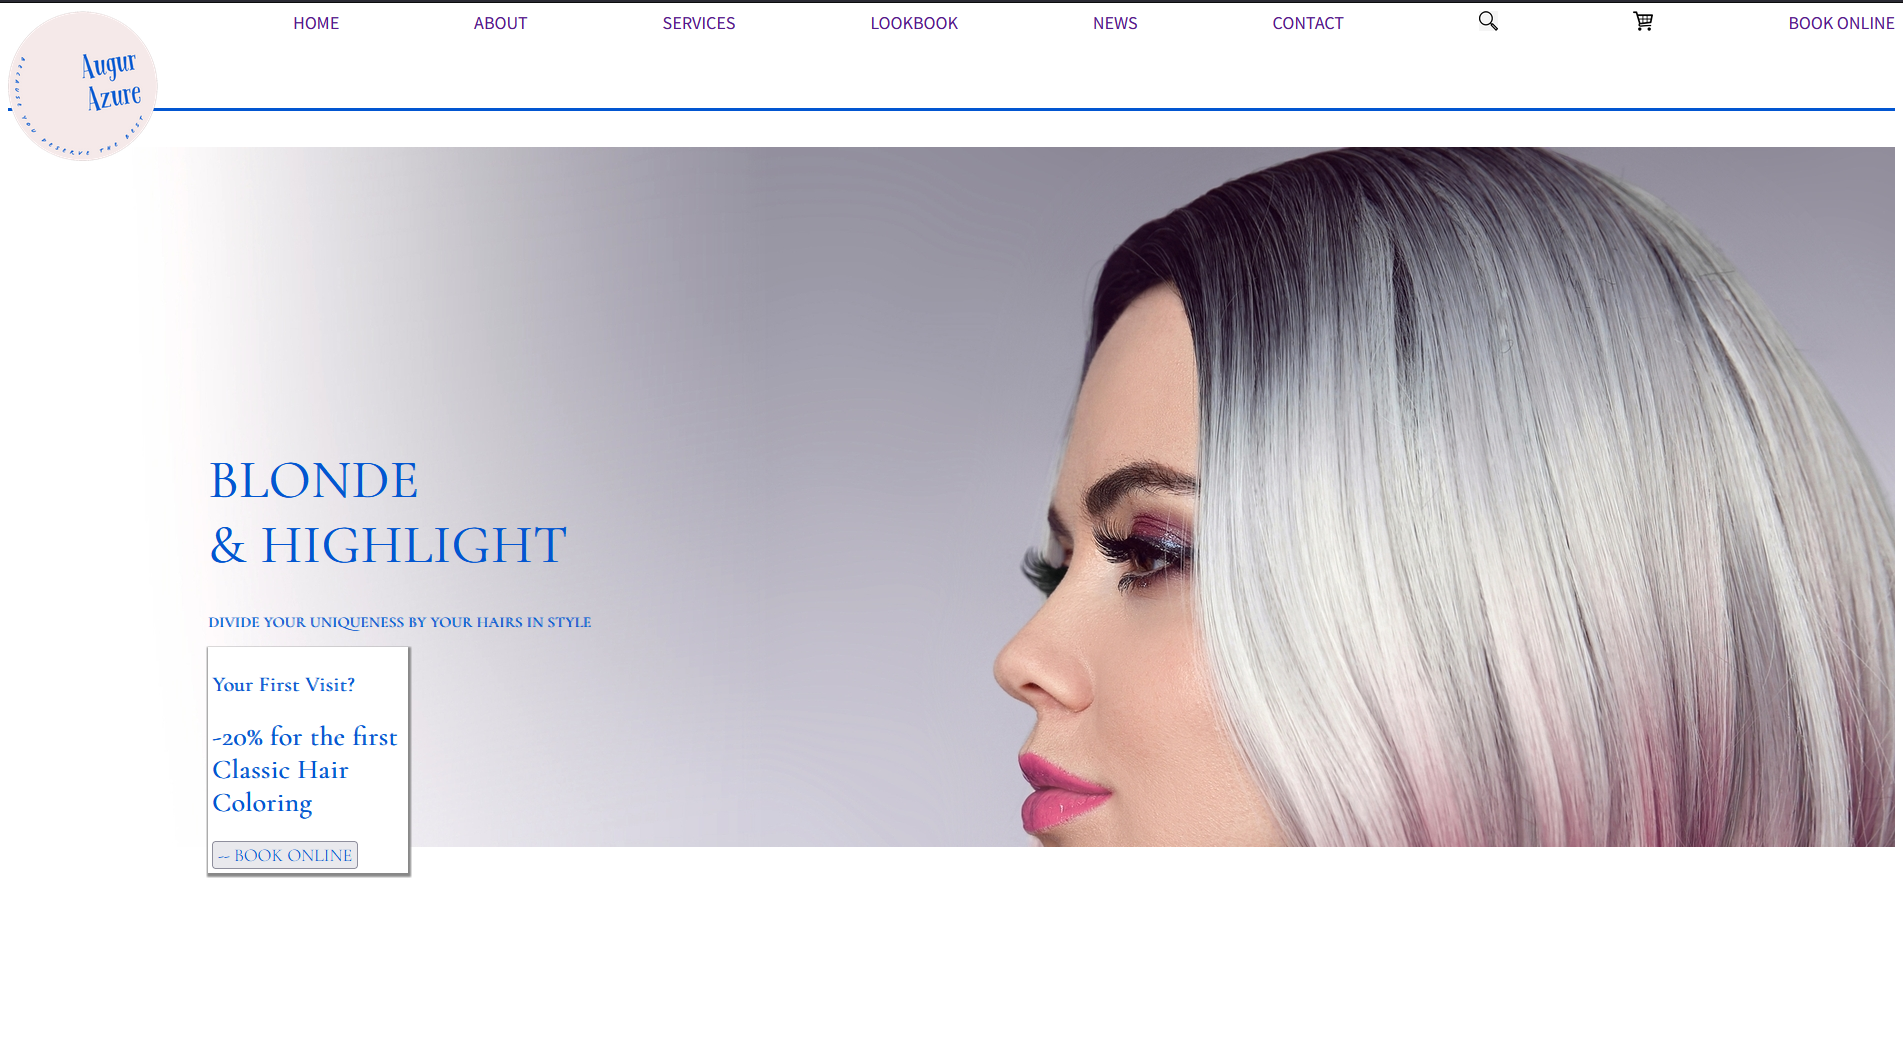 HOME ABOUT SERVICES LOOKBOOK NEWS CONTACT BOOK ONLINE
Augur
Azure
BECAUSE YOU DESERVE THE BEST
BLONDE
& HIGHLIGHT
DIVIDE YOUR UNIQUENESS BY YOUR HAIRS IN STYLE
Your First Visit?
-20% for the first
Classic Hair
Coloring
-- BOOK ONLINE